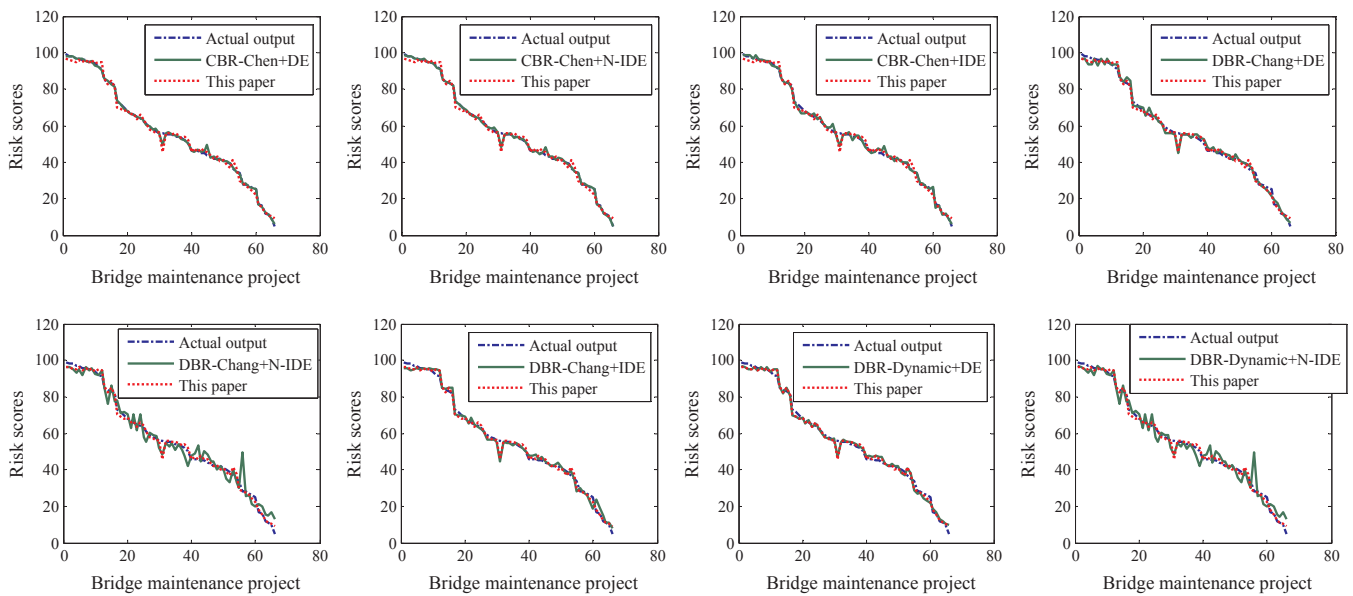 120
100
80
60
40
20
0
0 20 40 60 80
Risk scores
Bridge maintenance project
Actual output
CBR-Chen+DE
This paper
120
100
80
60
40
20
0
0 20 40 60 80
Risk scores
Bridge maintenance project
Actual output
CBR-Chen+N-IDE
This paper
120
100
80
60
40
20
0
0 20 40 60 80
Risk scores
Bridge maintenance project
Actual output
CBR-Chen+IDE
This paper
120
100
80
60
40
20
0
0 20 40 60 80
Risk scores
Bridge maintenance project
Actual output
DBR-Chang+DE
This paper
120
100
80
60
40
20
0
0 20 40 60 80
Risk scores
Bridge maintenance project
Actual output
DBR-Chang+N-IDE
This paper
120
100
80
60
40
20
0
0 20 40 60 80
Risk scores
Bridge maintenance project
Actual output
DBR-Chang+IDE
This paper
120
100
80
60
40
20
0
0 20 40 60 80
Risk scores
Bridge maintenance project
Actual output
DBR-Dynamic+DE
This paper
120
100
80
60
40
20
0
0 20 40 60 80
Risk scores
Bridge maintenance project
Actual output
DBR-Dynamic+N-IDE
This paper